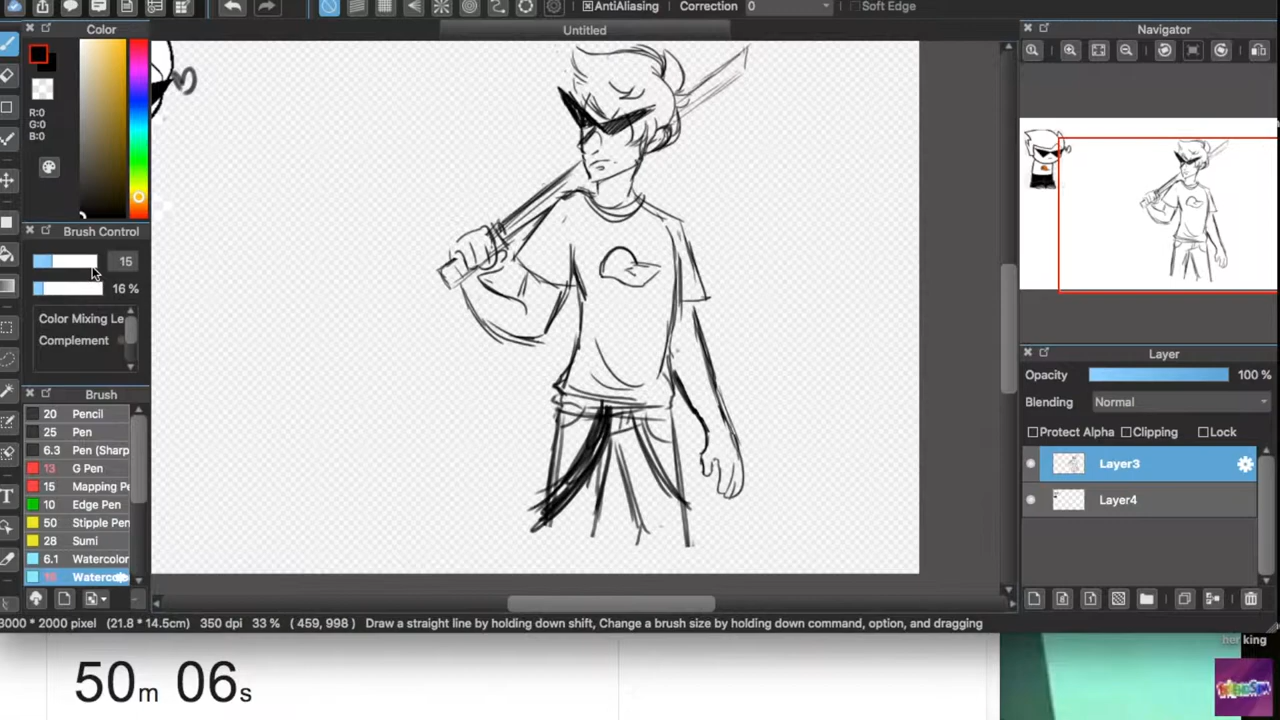 AntiAliasing Correction 0 Soft Edge
Color
Untitled
Navigator
R:0
G:0
B:0
Brush Control
15
16 %
Color Mixing Le
Complement
Brush
20 Pencil
25 Pen
6.3 Pen (Sharp
13 G Pen
15 Mapping Pe
10 Edge Pen
50 Stipple Pen
28 Sumi
6.1 Watercolor
Waterco
Layer
Opacity 100 %
Blending Normal
Protect Alpha Clipping Lock
Layer3
Layer4
3000 * 2000 pixel (21.8 * 14.5cm) 350 dpi 33 % ( 459, 998 ) Draw a straight line by holding down shift, Change a brush size by holding down command, option, and dragging
her king
50m 06s